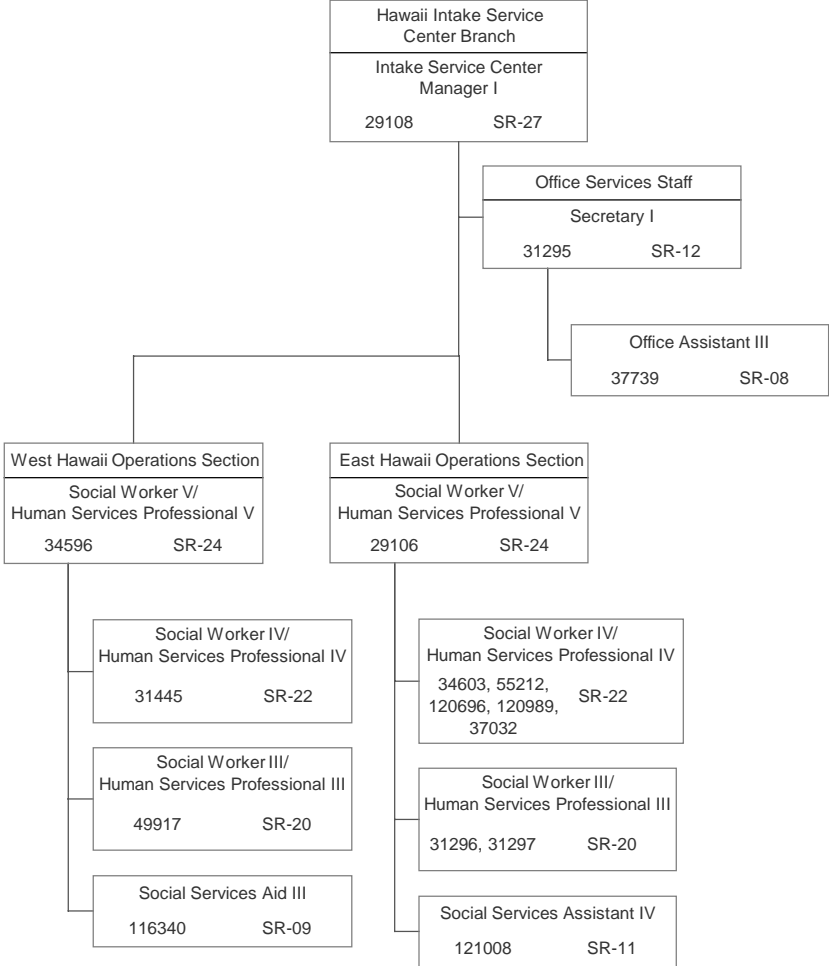 Hawaii Intake Service
Center Branch
Intake Service Center
Manager I
29108 SR-27
Office Services Staff
Secretary I
31295 SR-12
Office Assistant III
37739 SR-08
West Hawaii Operations Section
Social Worker V/
Human Services Professional V
34596 SR-24
Social Worker IV/
Human Services Professional IV
31445 SR-22
Social Worker III/
Human Services Professional III
49917 SR-20
Social Services Aid III
116340 SR-09
East Hawaii Operations Section
Social Worker V/
Human Services Professional V
29106 SR-24
Social Worker IV/
Human Services Professional IV
34603, 55212,
120696, 120989,
37032
SR-22
Social Worker III/
Human Services Professional III
31296, 31297 SR-20
Social Services Assistant IV
121008 SR-11